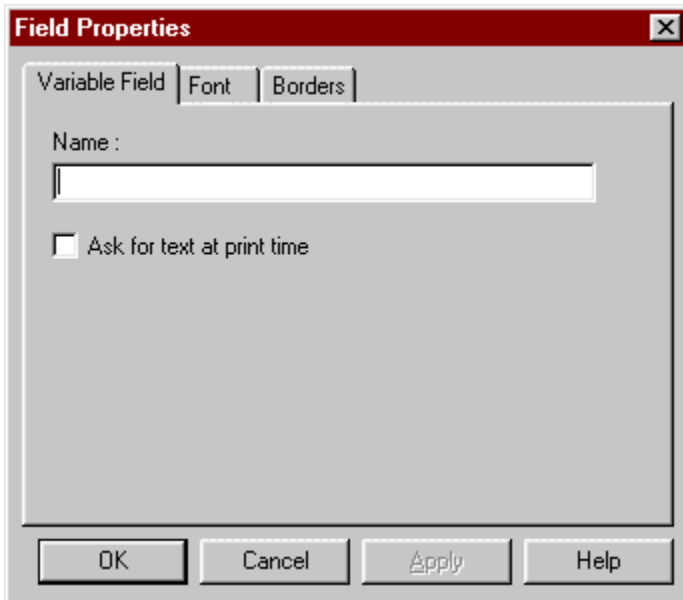 Field Properties
Variable Field Font Borders
Name :
Ask for text at print time
OK Cancel Apply Help